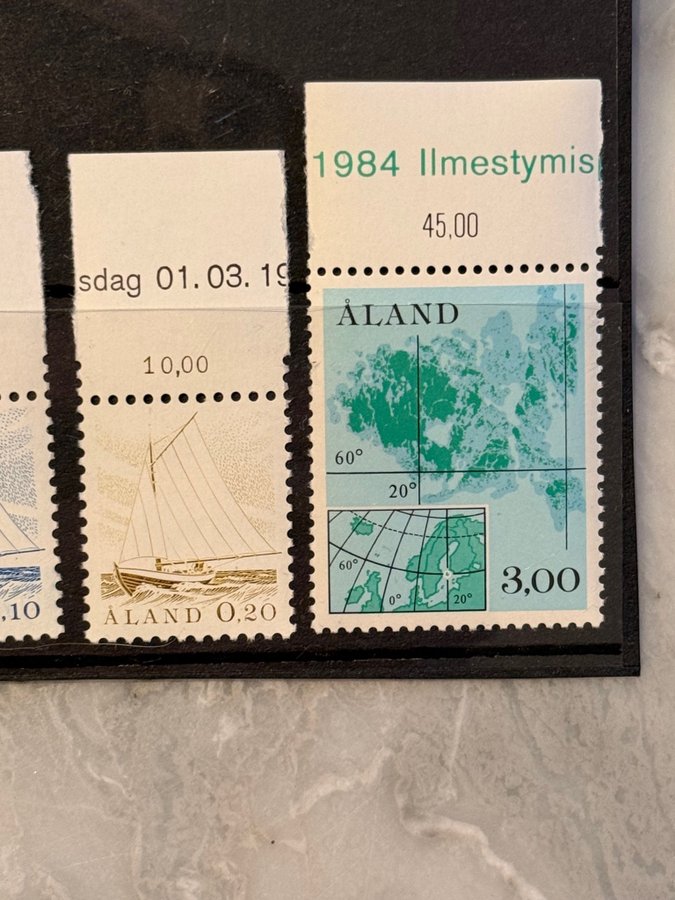 1984 Ilmestymis
45,00
sdag 01.03.19
10,00
ÅLAND
60°
20°
60°
0°
20°
3,00
ÅLAND 0,20
,10